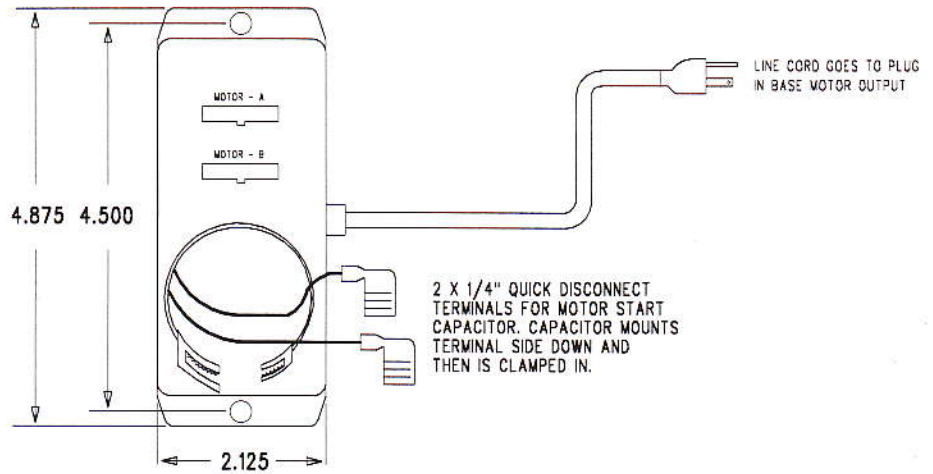 LINE CORD GOES TO PLUG
IN BASE MOTOR OUTPUT
MOTOR - A
MOTOR - B
4.875
4.500
2 X 1/4" QUICK DISCONNECT
TERMINALS FOR MOTOR START
CAPACITOR. CAPACITOR MOUNTS
TERMINAL SIDE DOWN AND
THEN IS CLAMPED IN.
2.125